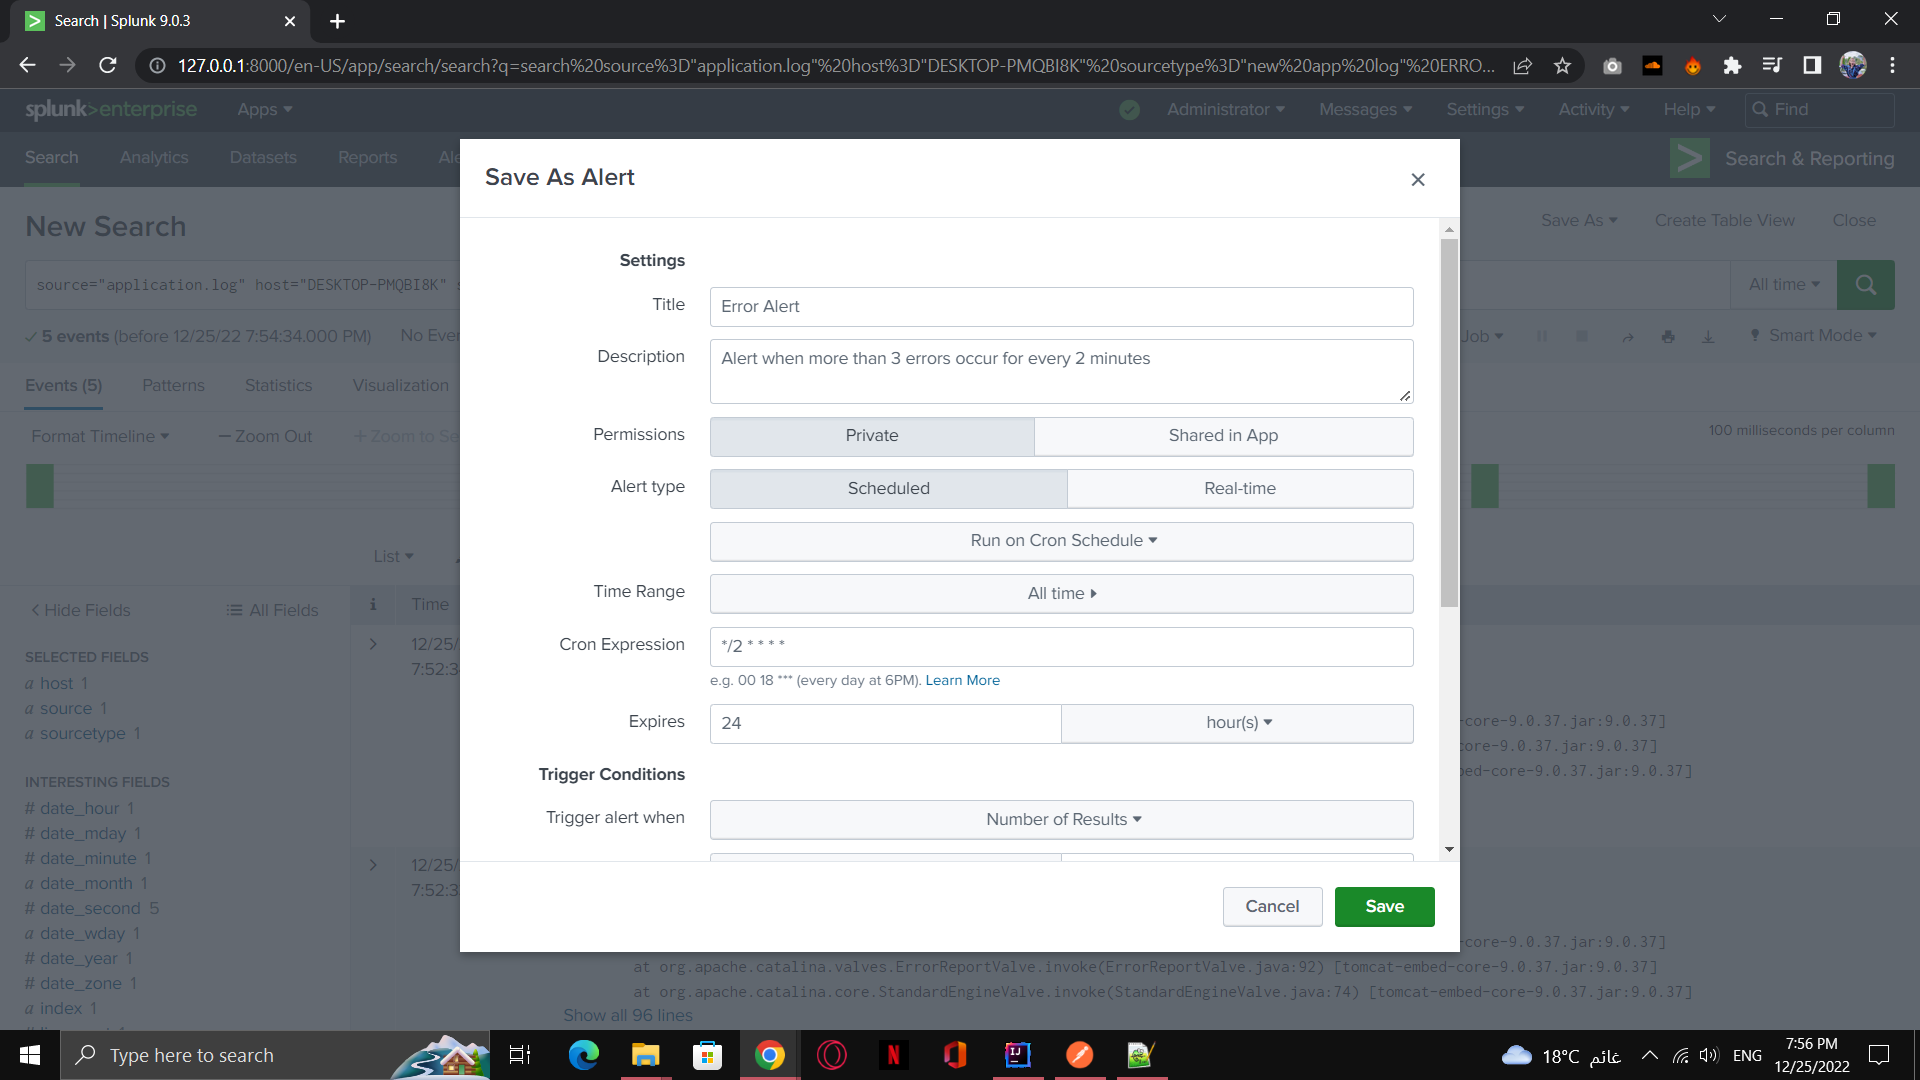 Search | Splunk 9.0.3
127.0.0.1:8000/en-US/app/search/search?q=search%20source%3D"application.log"%20host%3D"DESKTOP-PMQBI8K"%20sourcetype%3D"new%20app%20log"%20ERRO...
splunk>enterprise Apps Administrator Messages Settings Activity Help Find
Search Analytics Datasets Reports Ale Search & Reporting
Save As Alert
New Search Save As Create Table View Close
Settings
source="application.log" host="DESKTOP-PMQBI8K" All time
Title Error Alert
5 events (before 12/25/22 7:54:34.000 PM) No Eve Job Smart Mode
Description Alert when more than 3 errors occur for every 2 minutes
Events (5) Patterns Statistics Visualization
Format Timeline Zoom Out + Zoom to Se 100 milliseconds per column
Permissions Private Shared in App
Alert type Scheduled Real-time
Run on Cron Schedule
List
Time Range All time
Hide Fields All Fields i Time
Cron Expression */2 * * * *
e.g. 00 18 *** (every day at 6PM). Learn More
SELECTED FIELDS
a host 1
a source 1
a sourcetype 1
12/25/
7:52:3
Expires 24 hour(s)
-core-9.0.37.jar:9.0.37]
core-9.0.37.jar:9.0.37]
ed-core-9.0.37.jar:9.0.37]
Trigger Conditions
Trigger alert when Number of Results
INTERESTING FIELDS
# date_hour 1
# date_mday 1
# date_minute 1
a date_month 1
# date_second 5
a date_wday 1
# date_year 1
# date_zone 1
a index 1
12/25/
7:52:3
Cancel Save
-core-9.0.37.jar:9.0.37]
at org.apache.catalina.valves.ErrorReportValve.invoke(ErrorReportValve.java:92) [tomcat-embed-core-9.0.37.jar:9.0.37]
at org.apache.catalina.core.StandardEngineValve.invoke(StandardEngineValve.java:74) [tomcat-embed-core-9.0.37.jar:9.0.37]
Show all 96 lines
Type here to search
18°C غائم ENG 7:56 PM
12/25/2022